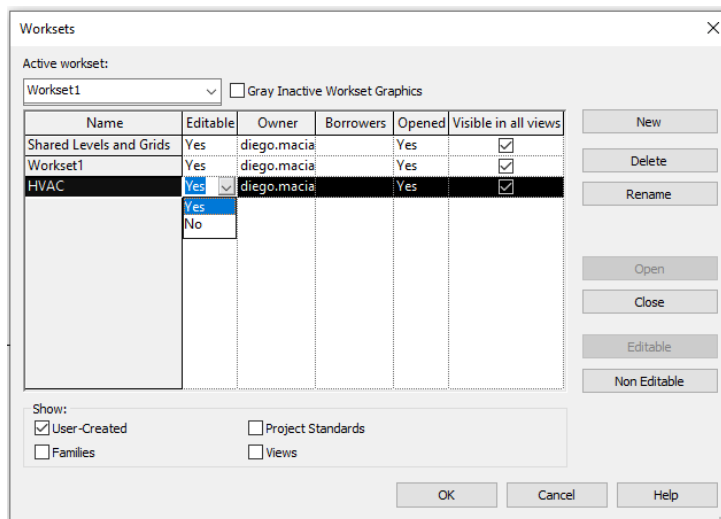 Worksets
Active workset:
Workset1
Gray Inactive Workset Graphics
Name Editable Owner Borrowers Opened Visible in all views
Shared Levels and Grids Yes diego.macia Yes
Workset1 Yes diego.macia Yes
HVAC Yes diego.macia Yes
Yes
No
New
Delete
Rename
Open
Close
Editable
Non Editable
Show:
User-Created Project Standards
Families Views
OK Cancel Help